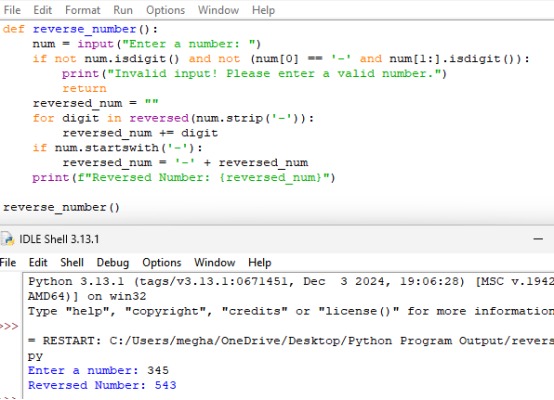 File Edit Format Run Options Window Help
def reverse_number():
    num = input("Enter a number: ")
    if not num.isdigit() and not (num[0] == '-' and num[1:].isdigit()):
        print("Invalid input! Please enter a valid number.")
        return
    reversed_num = ""
    for digit in reversed(num.strip('-')):
        reversed_num += digit
    if num.startswith('-'):
        reversed_num = '-' + reversed_num
    print(f"Reversed Number: {reversed_num}")
reverse_number()
IDLE Shell 3.13.1
File Edit Shell Debug Options Window Help
Python 3.13.1 (tags/v3.13.1:0671451, Dec  3 2024, 19:06:28) [MSC v.1942
AMD64)] on win32
Type "help", "copyright", "credits" or "license()" for more information
>>>
= RESTART: C:/Users/megha/OneDrive/Desktop/Python Program Output/revers
py
Enter a number: 345
Reversed Number: 543
>>>